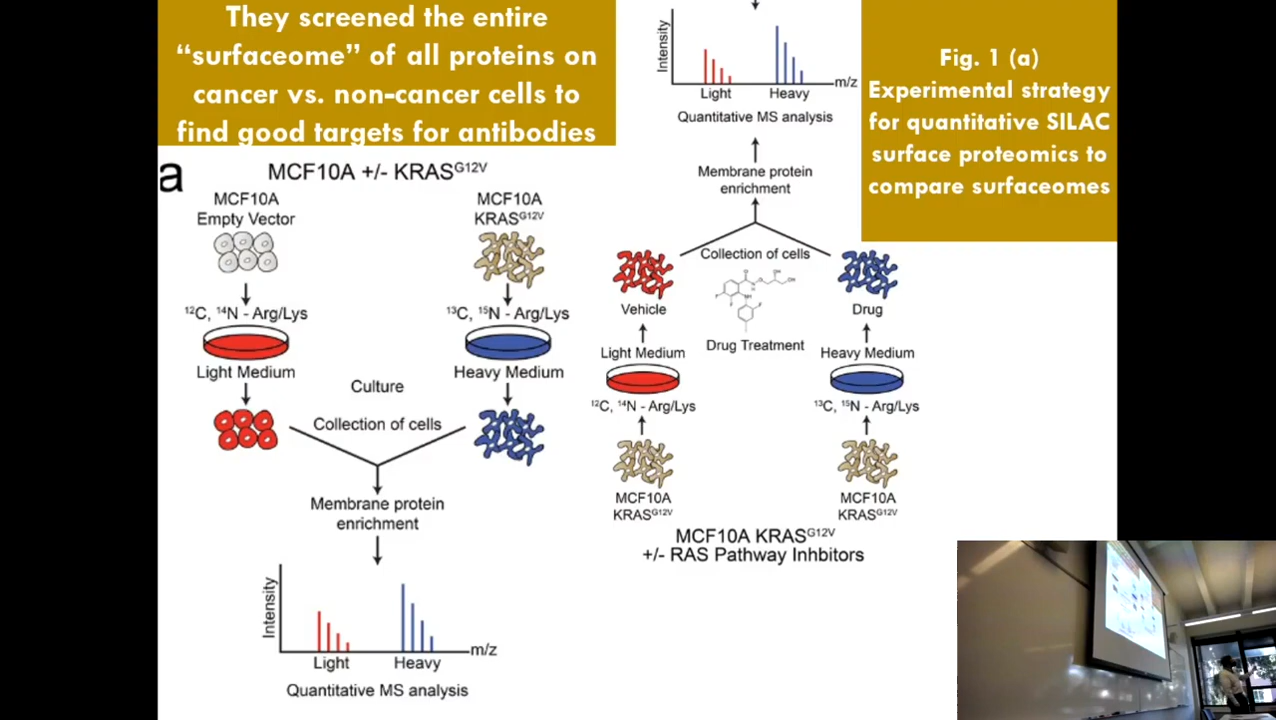 They screened the entire
“surfaceome” of all proteins on
cancer vs. non-cancer cells to
find good targets for antibodies
a
MCF10A +/- KRASG12V
MCF10A
Empty Vector
MCF10A
KRASG12V
12C, 14N - Arg/Lys
13C, 15N - Arg/Lys
Light Medium
Heavy Medium
Culture
Collection of cells
Membrane protein
enrichment
Intensity
m/z
Light
Heavy
Quantitative MS analysis
Intensity
m/z
Light
Heavy
Quantitative MS analysis
Membrane protein
enrichment
Collection of cells
Vehicle
Drug
Drug Treatment
Light Medium
Heavy Medium
12C, 14N - Arg/Lys
13C, 15N - Arg/Lys
MCF10A
KRASG12V
MCF10A
KRASG12V
MCF10A KRASG12V
+/- RAS Pathway Inhbitors
Fig. 1 (a)
Experimental strategy
for quantitative SILAC
surface proteomics to
compare surfaceomes